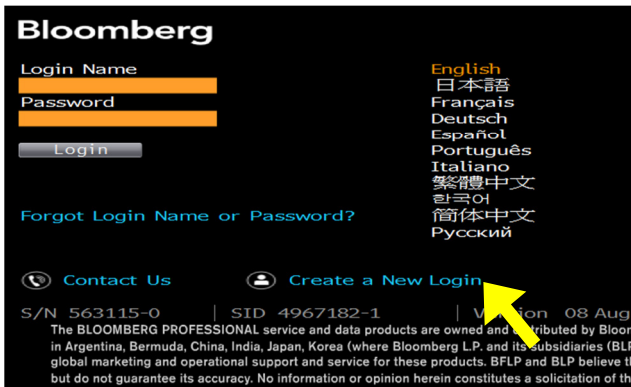 Bloomberg
Login Name
Password
Login
Forgot Login Name or Password?
English
日本語
Français
Deutsch
Español
Português
Italiano
繁體中文
한국어
简体中文
Русский
Contact Us
Create a New Login
S/N 563115-0 | SID 4967182-1 | 08 Aug
The BLOOMBERG PROFESSIONAL service and data products are owned and distributed by Bloom
in Argentina, Bermuda, China, India, Japan, Korea (where Bloomberg L.P. and its subsidiaries (BLP
global marketing and operational support and service for these products. BFLP and BLP believe th
but do not guarantee its accuracy. No information or opinion herein constitutes a solicitation of th